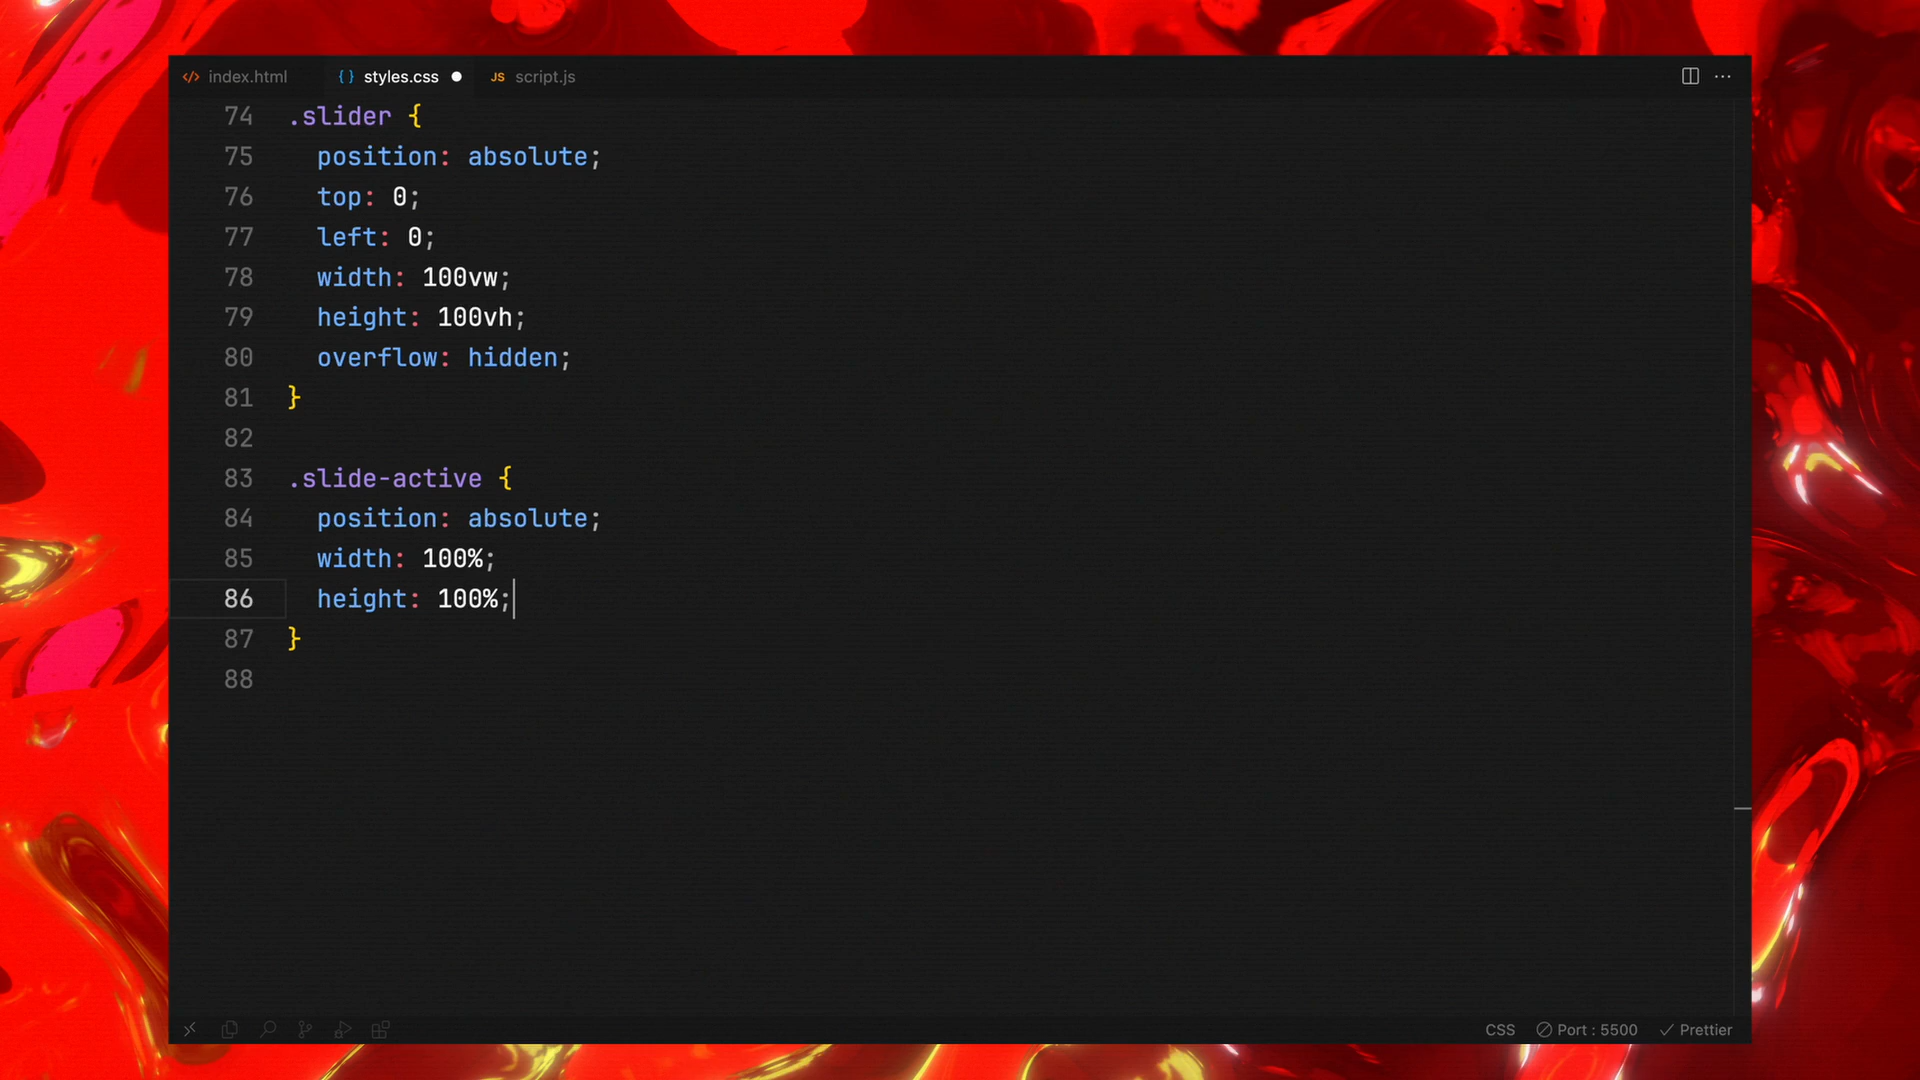 index.html
styles.css
JS script.js
74 .slider {
75 position: absolute;
76 top: 0;
77 left: 0;
78 width: 100vw;
79 height: 100vh;
80 overflow: hidden;
81 }
82
83 .slide-active {
84 position: absolute;
85 width: 100%;
86 height: 100%;
87 }
88
CSS Port : 5500 Prettier